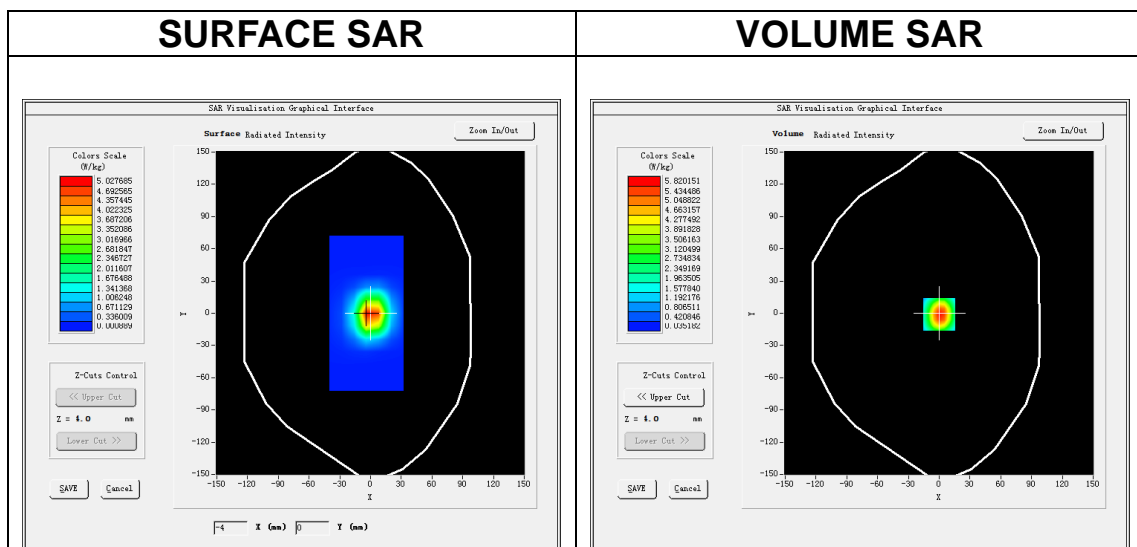 SURFACE SAR
VOLUME SAR
SAR Visualisation Graphical Interface
Surface Radiated Intensity
Zoom In/Out
Colors Scale
(W/kg)
5.027685
4.692565
4.357445
4.022325
3.687206
3.352086
3.016966
2.681847
2.346727
2.011607
1.676488
1.341368
1.006248
0.671129
0.336009
0.000889
Z-Cuts Control
<< Upper Cut
Z = 4.0 mm
Lower Cut >>
SAVE Cancel
150
120
90
60
30
0
-30
-60
-90
-120
-150
Y
-150 -120 -90 -60 -30 0 30 60 90 120 150
X
-4 X (mm) 0 Y (mm)
SAR Visualisation Graphical Interface
Volume Radiated Intensity
Zoom In/Out
Colors Scale
(W/kg)
5.820151
5.434486
5.048822
4.663157
4.277492
3.891828
3.506163
3.120499
2.734834
2.349169
1.963505
1.577840
1.192176
0.806511
0.420846
0.035182
Z-Cuts Control
<< Upper Cut
Z = 4.0 mm
Lower Cut >>
SAVE Cancel
150
120
90
60
30
0
-30
-60
-90
-120
-150
Y
-150 -120 -90 -60 -30 0 30 60 90 120 150
X